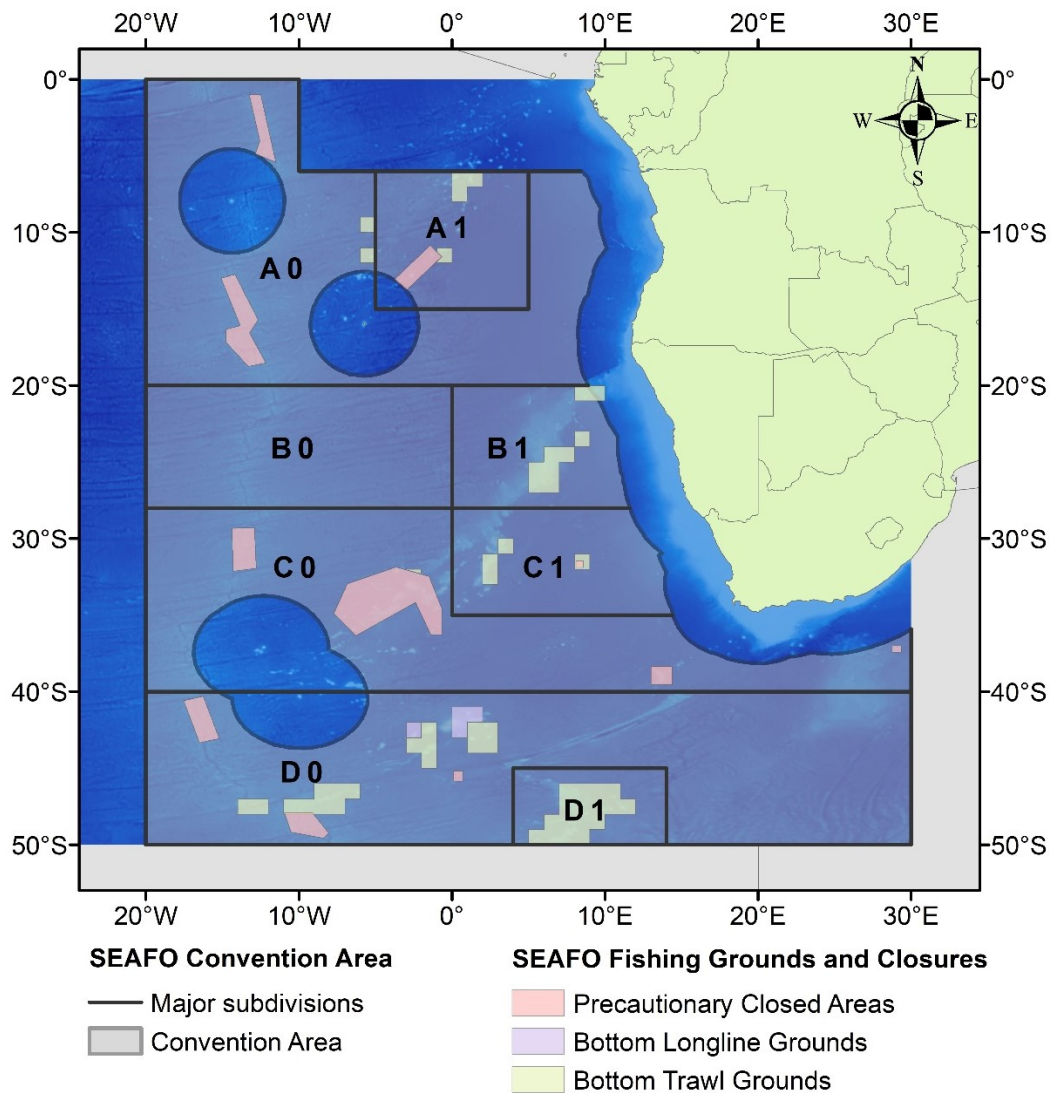 20°W 10°W 0° 10°E 20°E 30°E
0° 0°
N
W E
S
A 1
10°S 10°S
A 0
20°S 20°S
B 0 B 1
30°S 30°S
C 0 C 1
40°S 40°S
D 0
D 1
50°S 50°S
20°W 10°W 0° 10°E 20°E 30°E
SEAFO Convention Area
Major subdivisions
Convention Area
SEAFO Fishing Grounds and Closures
Precautionary Closed Areas
Bottom Longline Grounds
Bottom Trawl Grounds